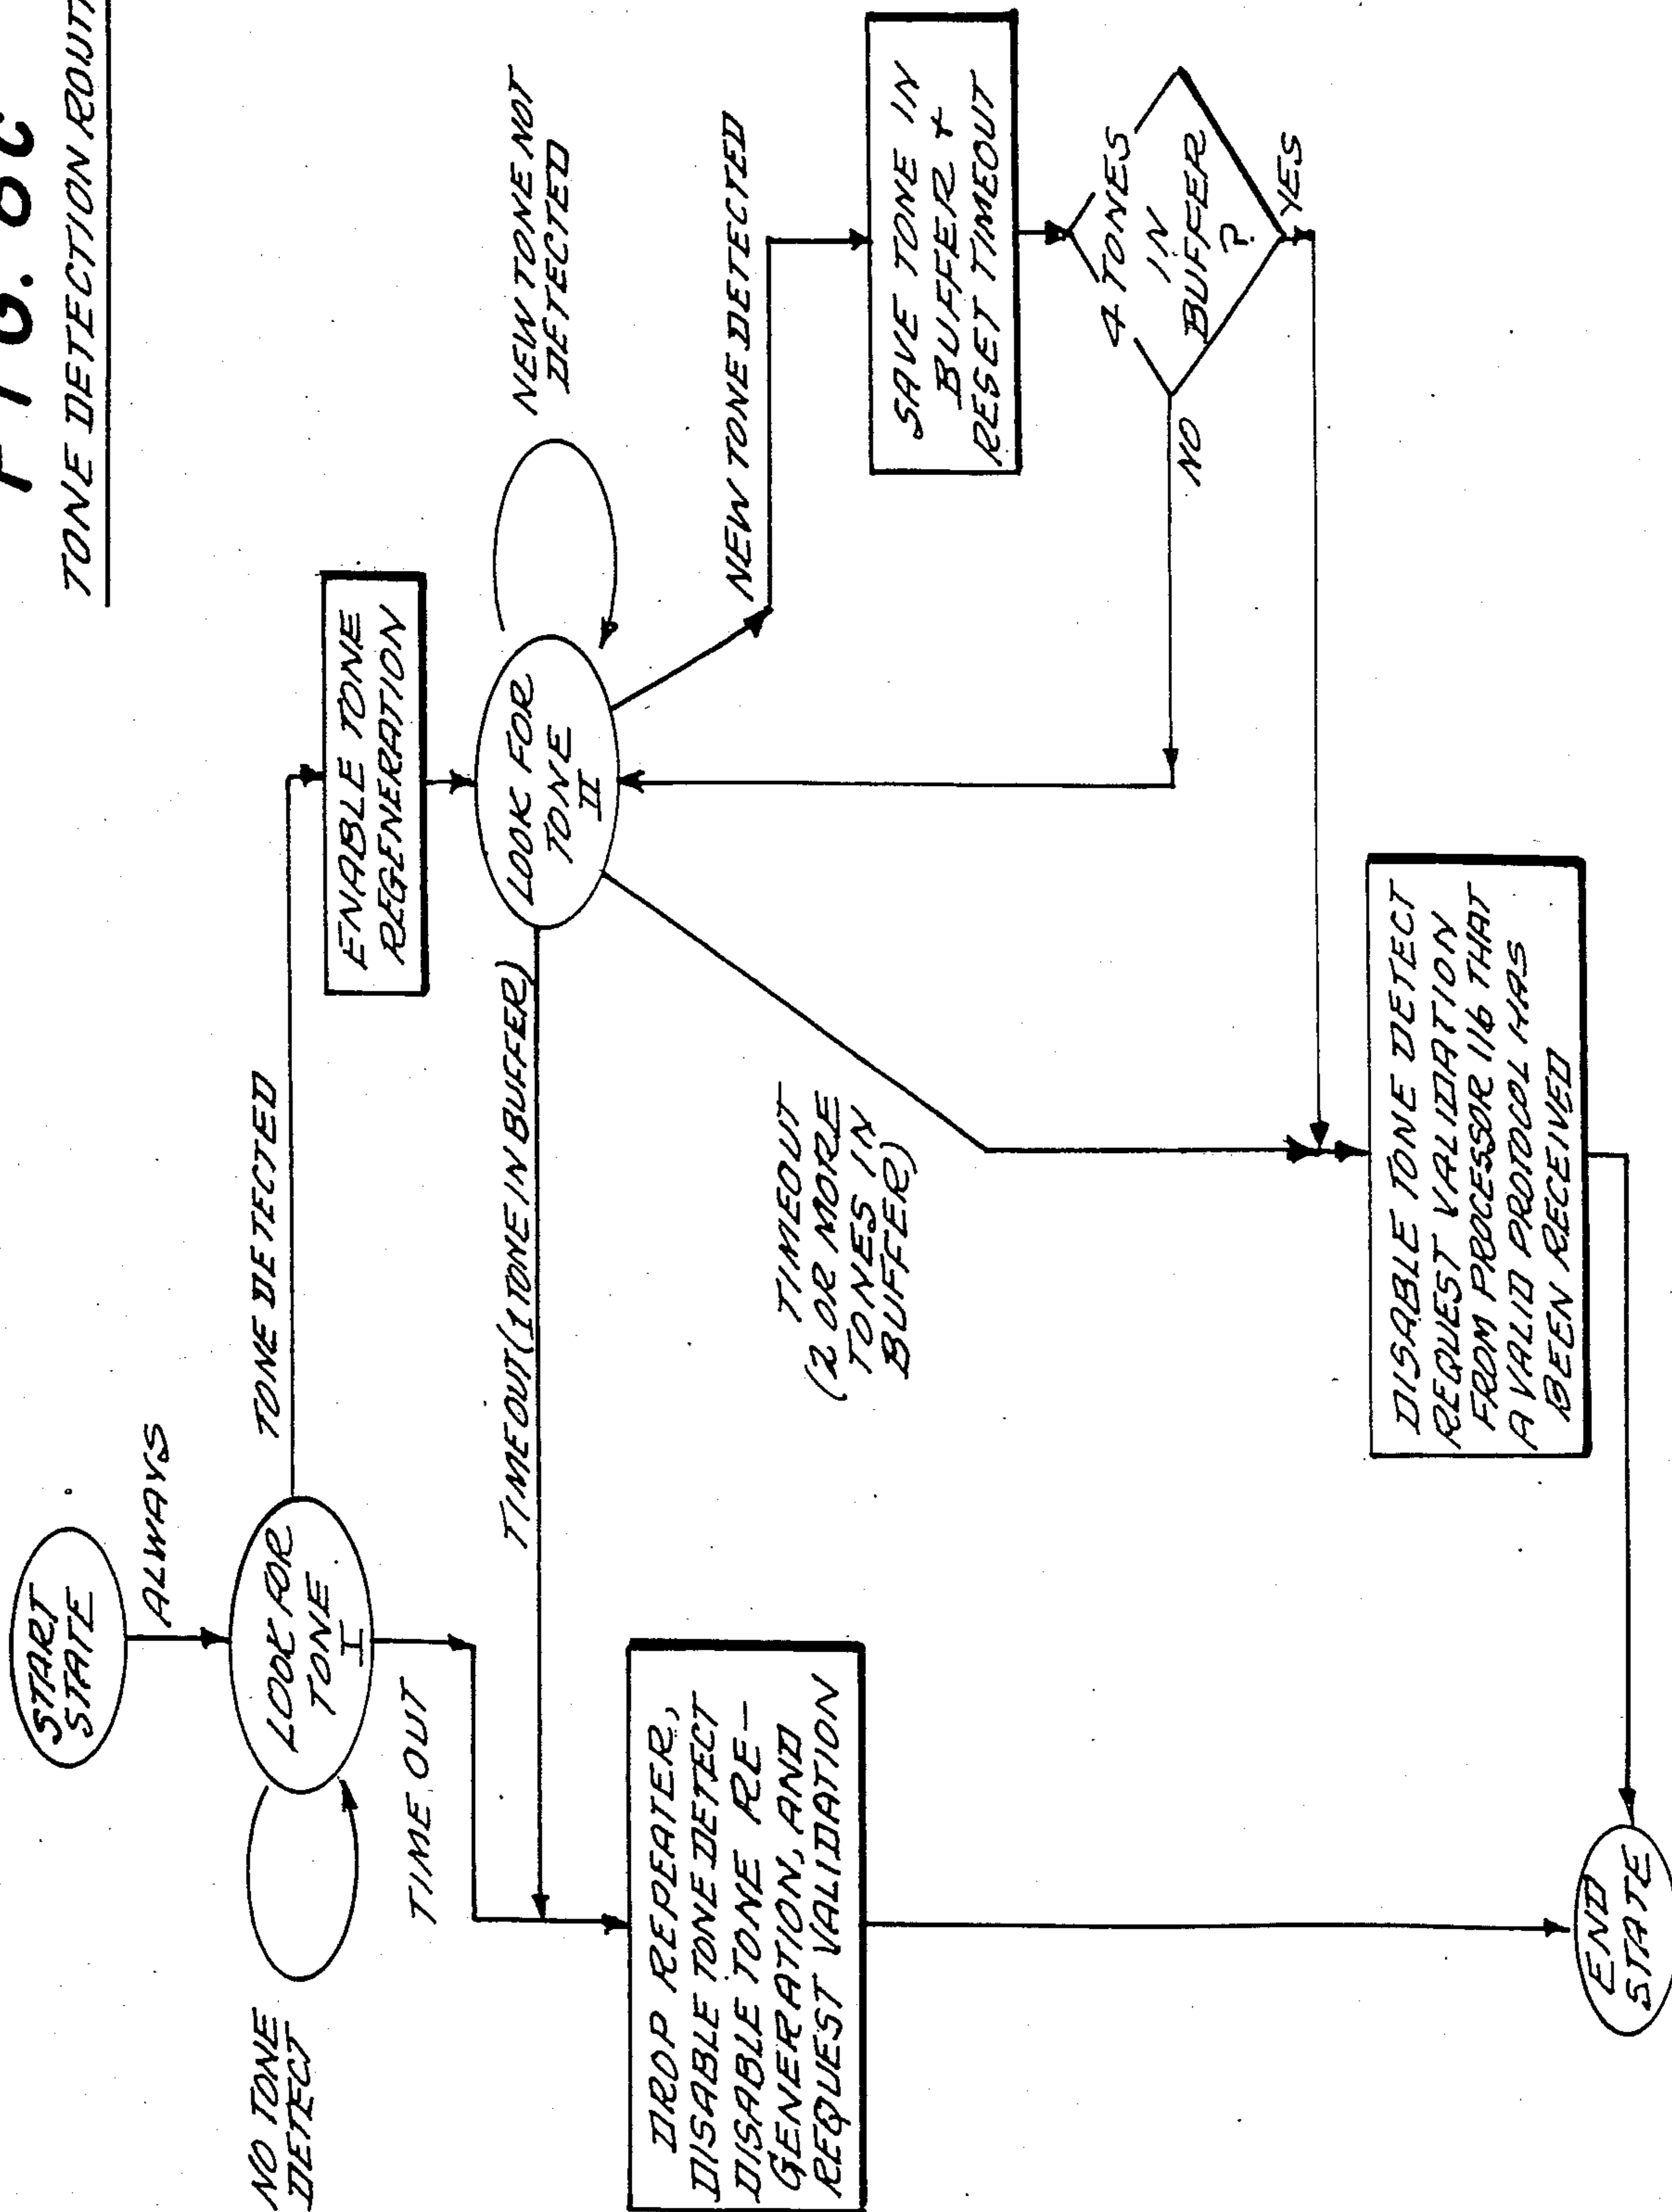 FIG. 8C
TONE DETECTION
START
STATE
ALWAYS
NO TONE
DETECT
LOOK FOR
TONE
I
TONE DETECTED
TIME OUT
ENABLE TONE
REGENERATION
NEW TONE NOT
DETECTED
LOOK FOR
TONE
II
TIMEOUT (1 TONE IN BUFFER)
NEW TONE DETECTED
DROP REPEATER,
DISABLE TONE DETECT
DISABLE TONE RE-
GENERATION, AND
REQUEST VALIDATION
TIMEOUT
(2 OR MORE
TONES IN
BUFFER)
SAVE TONE IN
BUFFER +
RESET TIMEOUT
4 TONES
IN
BUFFER
?
NO
YES
DISABLE TONE DETECT
REQUEST VALIDATION
FROM PROCESSOR 116 THAT
A VALID PROTOCOL HAS
BEEN RECEIVED
END
STATE